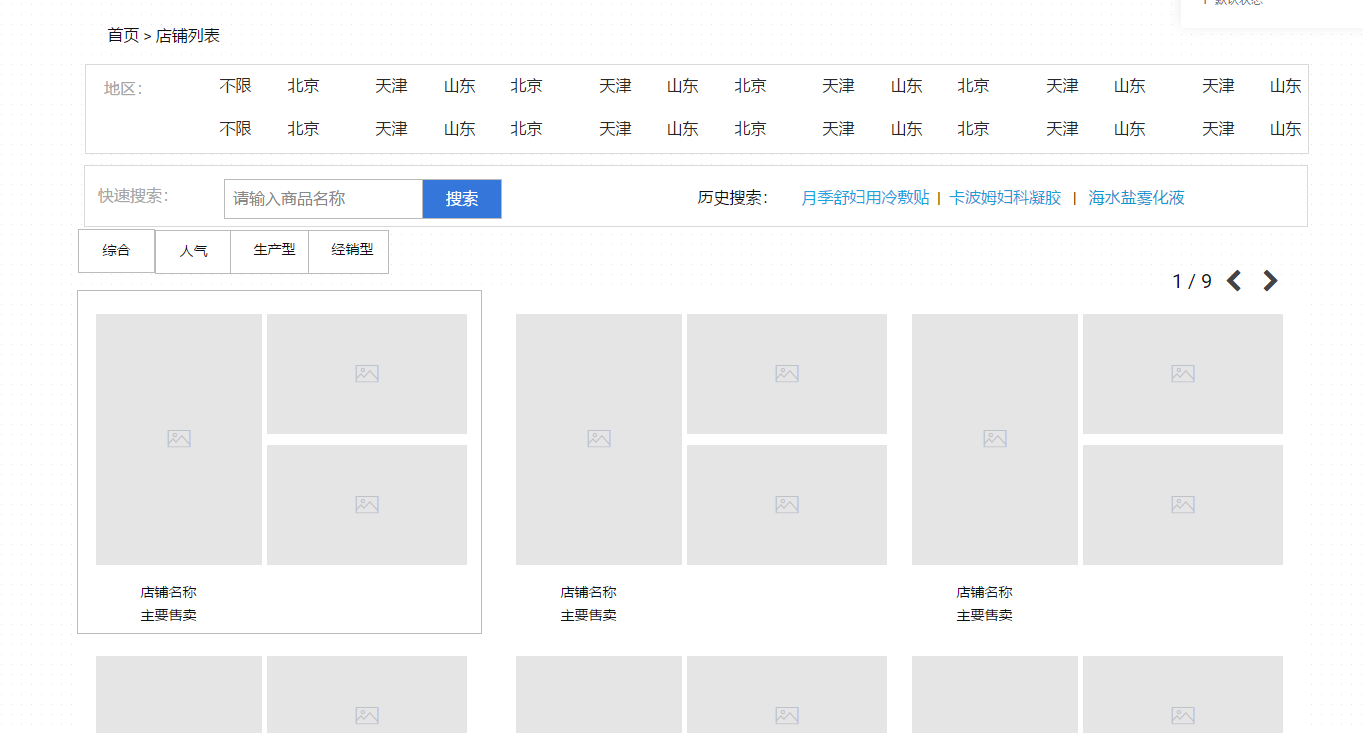 默认状态
首页 > 店铺列表
地区： 不限 北京 天津 山东 北京 天津 山东 北京 天津 山东 北京 天津 山东 天津 山东
不限 北京 天津 山东 北京 天津 山东 北京 天津 山东 北京 天津 山东 天津 山东
快速搜索： 请输入商品名称 搜索 历史搜索： 月季舒妇用冷敷贴 | 卡波姆妇科凝胶 | 海水盐雾化液
综合 人气 生产型 经销型
1 / 9
店铺名称 店铺名称 店铺名称
主要售卖 主要售卖 主要售卖